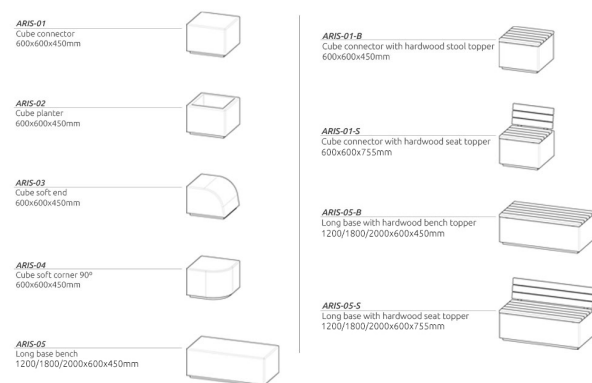 ARIS-01
Cube connector
600x600x450mm
ARIS-02
Cube planter
600x600x450mm
ARIS-03
Cube soft end
600x600x450mm
ARIS-04
Cube soft corner 90º
600x600x450mm
ARIS-05
Long base bench
1200/1800/2000x600x450mm
ARIS-01-B
Cube connector with hardwood stool topper
600x600x450mm
ARIS-01-S
Cube connector with hardwood seat topper
600x600x755mm
ARIS-05-B
Long base with hardwood bench topper
1200/1800/2000x600x450mm
ARIS-05-S
Long base with hardwood seat topper
1200/1800/2000x600x755mm